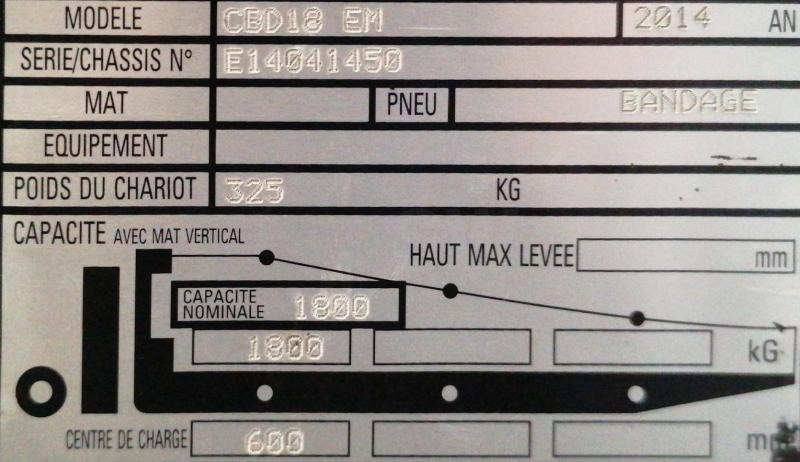 MODELE CBD18 EM 2014 AN
SERIE/CHASSIS N° E14041450
MAT PNEU BANDAGE
EQUIPEMENT
POIDS DU CHARIOT 325 KG
CAPACITE AVEC MAT VERTICAL
HAUT MAX LEVEE mm
CAPACITE NOMINALE 1800
1800 kG
CENTRE DE CHARGE 600 mm